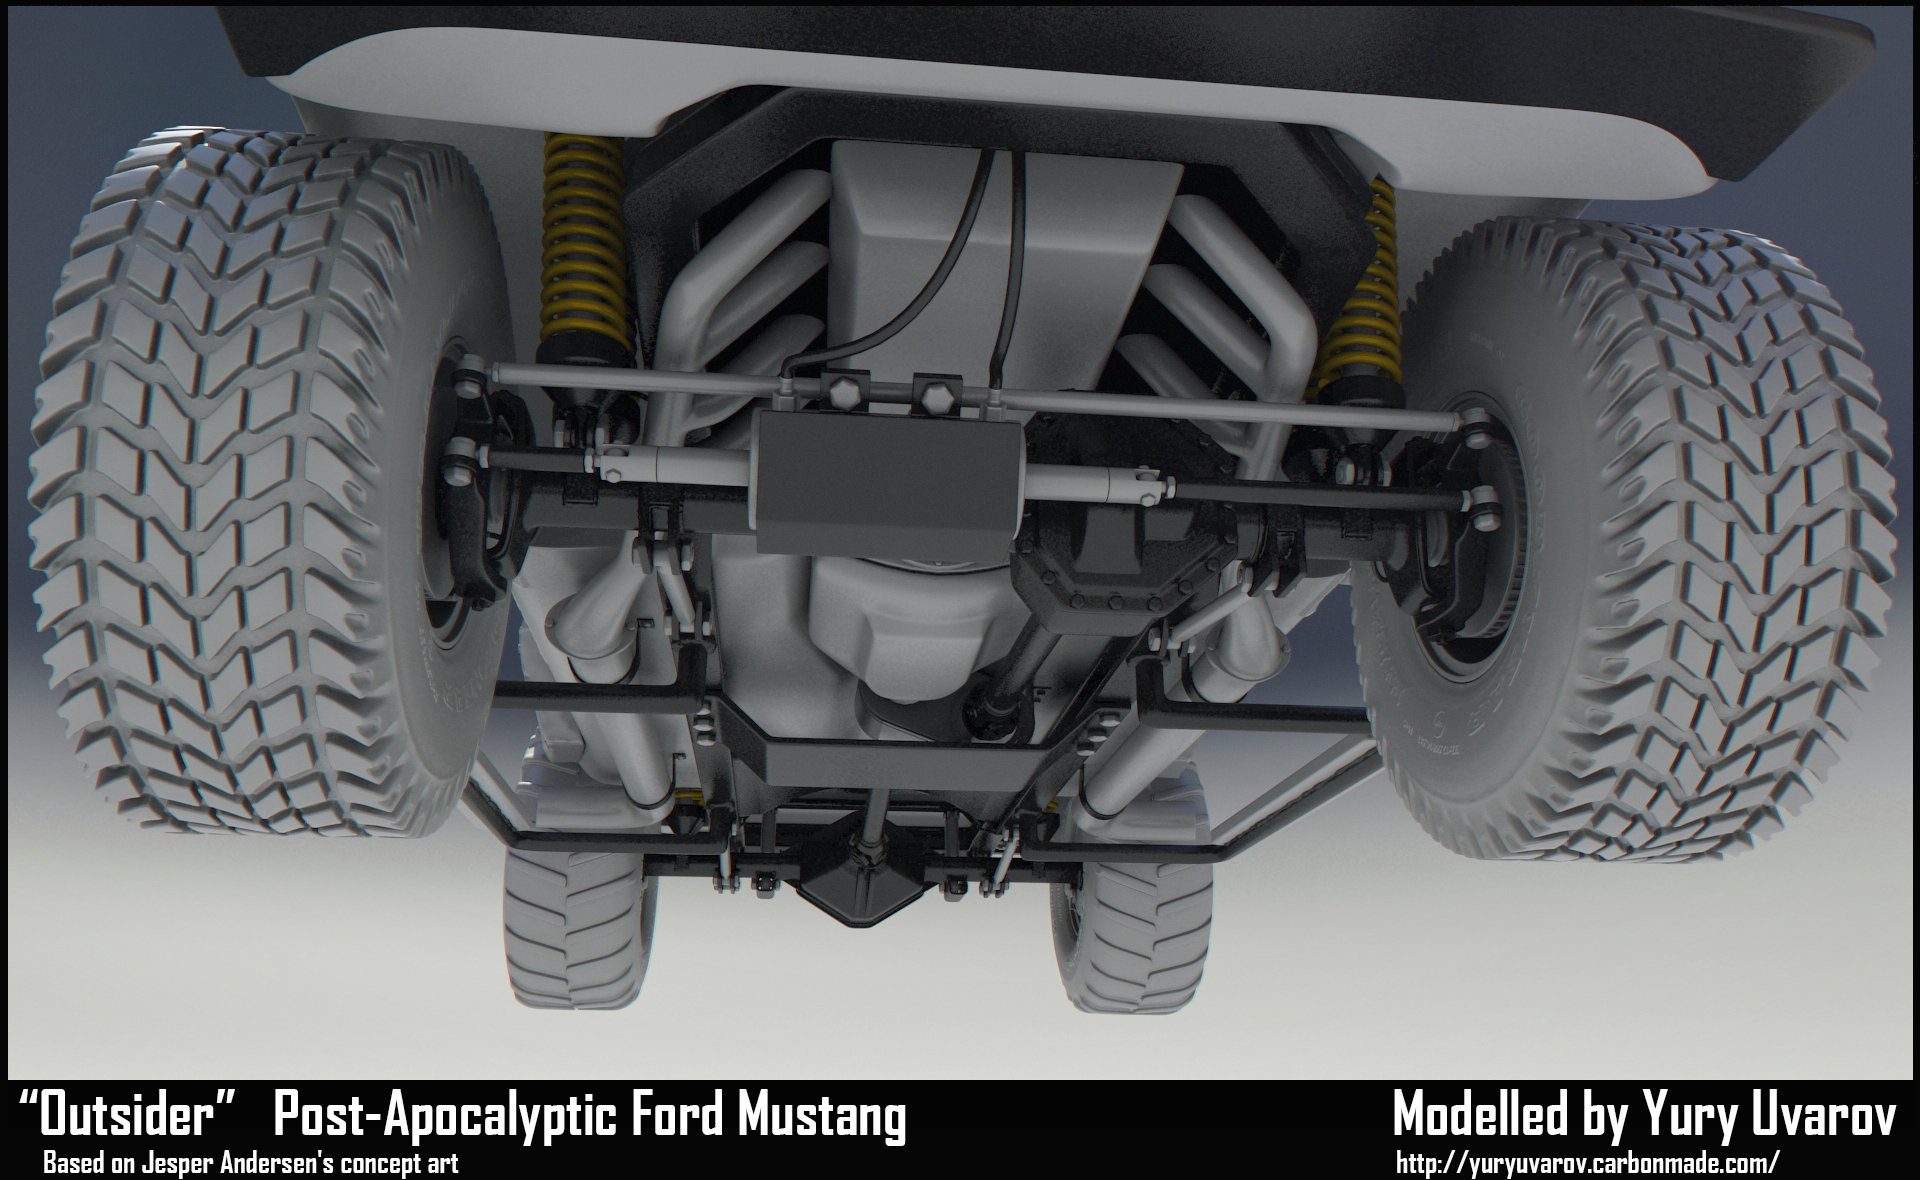 “Outsider” Post-Apocalyptic Ford Mustang
Based on Jesper Andersen's concept art
Modelled by Yury Uvarov
http://yuryuvarov.carbonmade.com/